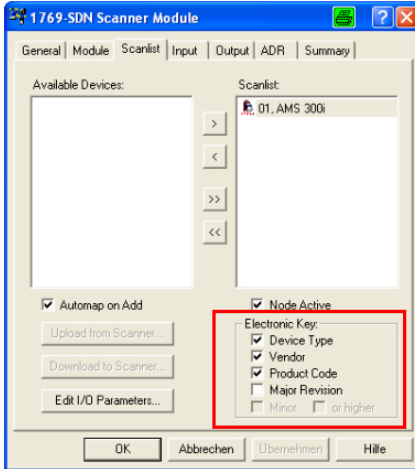 1769-SDN Scanner Module
General Module Scanlist Input Output ADR Summary
Available Devices: Scanlist:
01, AMS 300i
>
<
>>
<<
Automap on Add Node Active
Upload from Scanner...
Download to Scanner...
Edit I/O Parameters...
Electronic Key:
Device Type
Vendor
Product Code
Major Revision
Minor or higher
OK Abbrechen Übernehmen Hilfe